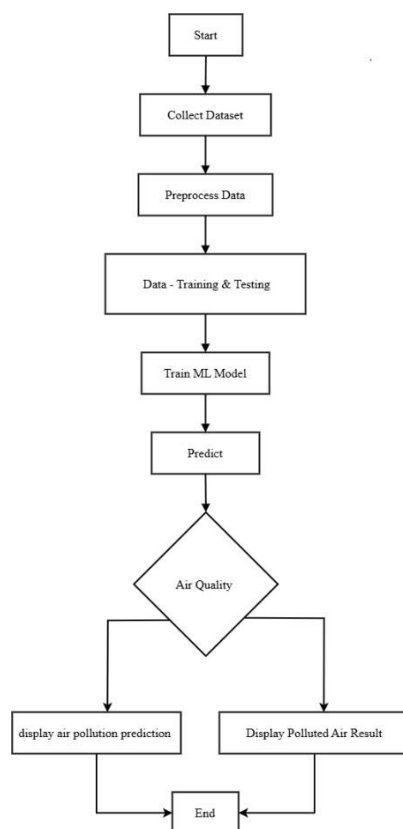 Start
Collect Dataset
Preprocess Data
Data - Training & Testing
Train ML Model
Predict
Air Quality
display air pollution prediction
Display Polluted Air Result
End